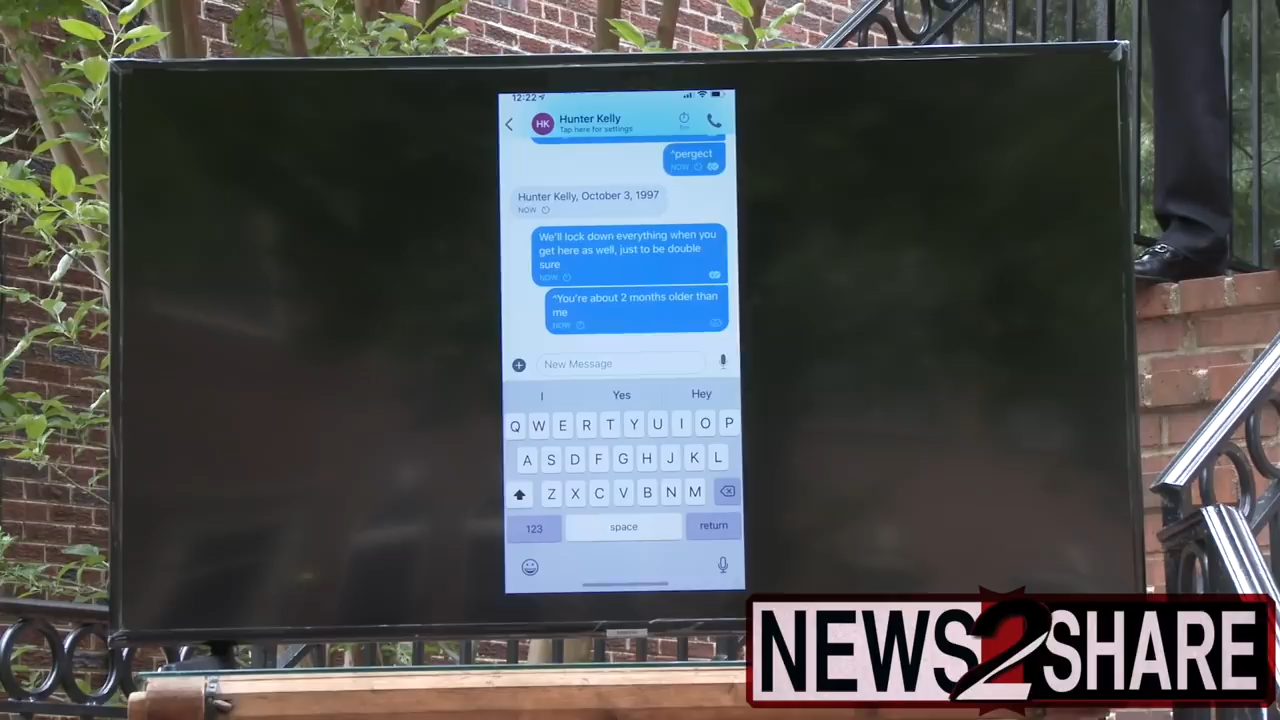 12:22
HK
Hunter Kelly
Tap here for settings
^pergect
NOW
Hunter Kelly, October 3, 1997
NOW
We'll lock down everything when you
get here as well, just to be double
sure
NOW
^You're about 2 months older than
me
NOW
New Message
I Yes Hey
Q W E R T Y U I O P
A S D F G H J K L
Z X C V B N M
123 space return
NEWS2SHARE